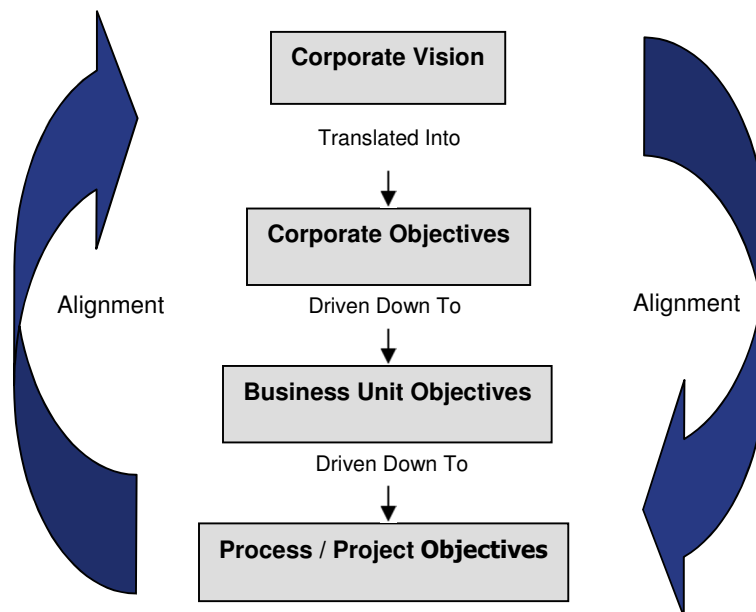 Corporate Vision
Translated Into
Corporate Objectives
Alignment
Driven Down To
Alignment
Business Unit Objectives
Driven Down To
Process / Project Objectives